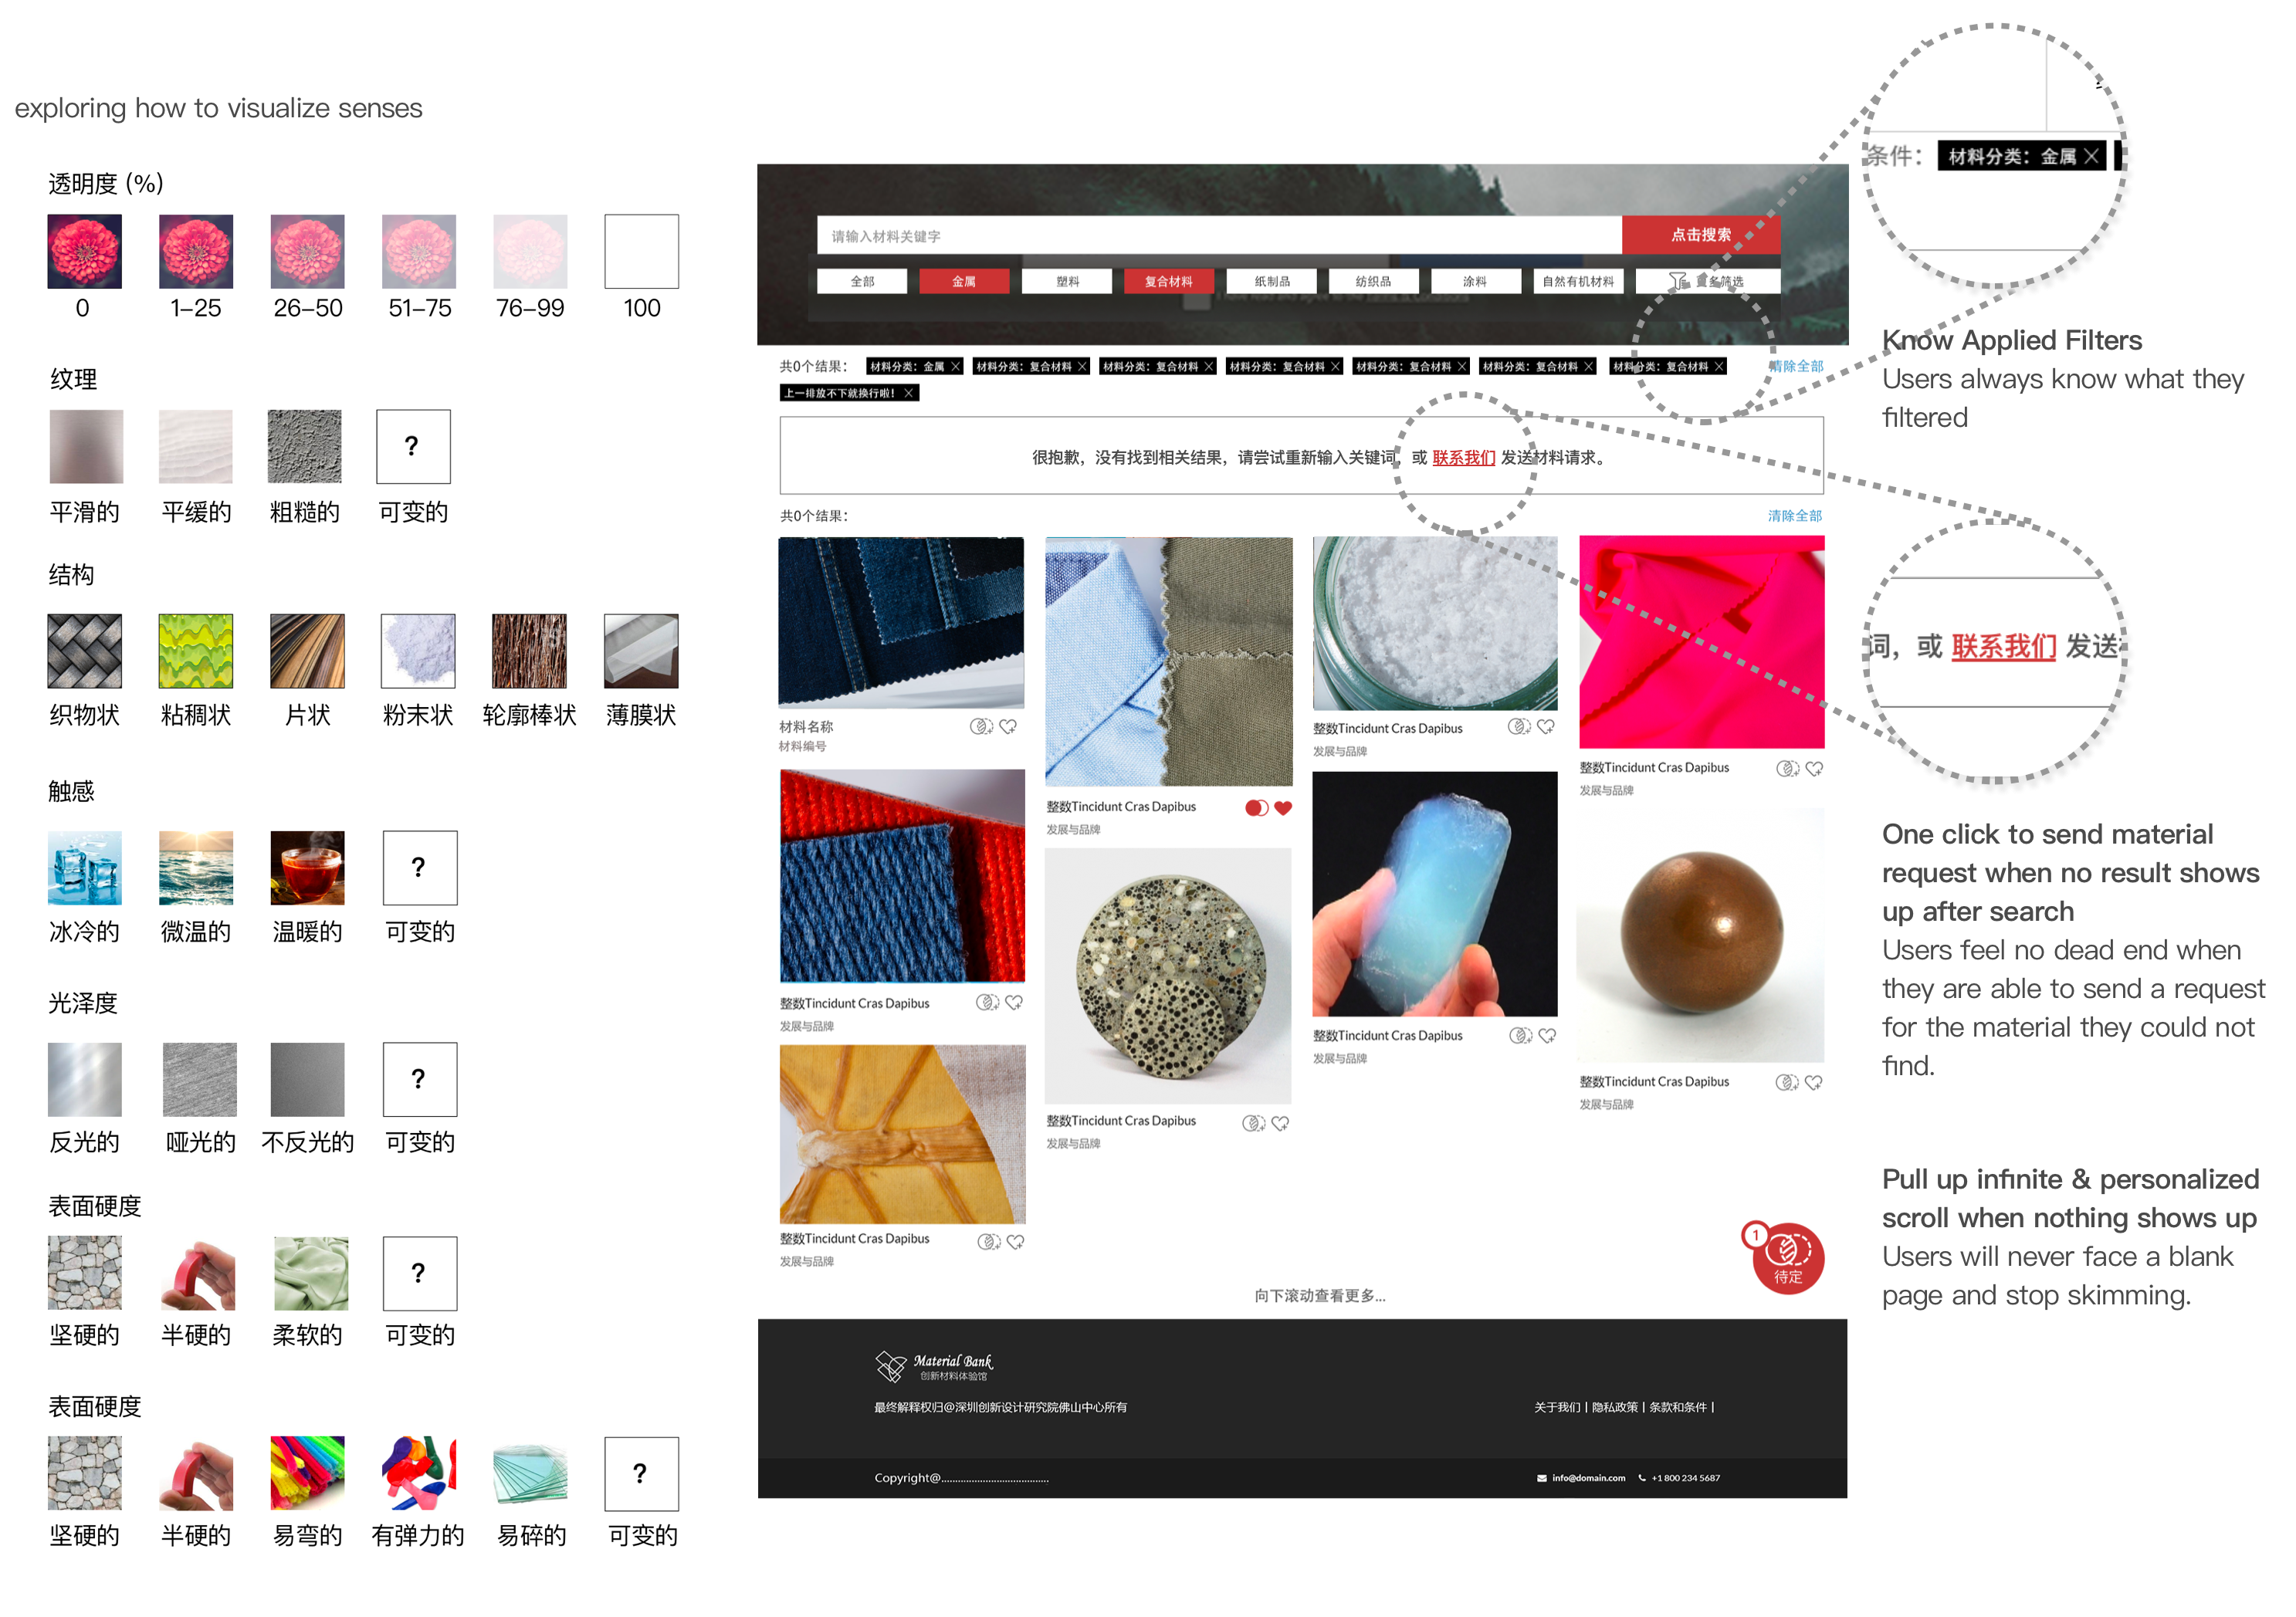 exploring how to visualize senses
透明度 (%)
0 1–25 26–50 51–75 76–99 100
纹理
?
平滑的 平缓的 粗糙的 可变的
结构
织物状 粘稠状 片状 粉末状 轮廓棒状 薄膜状
触感
?
冰冷的 微温的 温暖的 可变的
光泽度
?
反光的 哑光的 不反光的 可变的
表面硬度
?
坚硬的 半硬的 柔软的 可变的
表面硬度
?
坚硬的 半硬的 易弯的 有弹力的 易碎的 可变的
请输入材料关键字 点击搜索
全部 金属 塑料 复合材料 纸制品 纺织品 涂料 自然有机材料 更多筛选
共0个结果： 材料分类：金属 × 材料分类：复合材料 × 材料分类：复合材料 × 材料分类：复合材料 × 材料分类：复合材料 × 材料分类：复合材料 × 材料分类：复合材料 × 清除全部
上一排放不下就换行啦！ ×
很抱歉，没有找到相关结果，请尝试重新输入关键词，或 联系我们 发送材料请求。
共0个结果： 清除全部
材料名称
材料编号
整数Tincidunt Cras Dapibus
发展与品牌
整数Tincidunt Cras Dapibus
发展与品牌
整数Tincidunt Cras Dapibus
发展与品牌
整数Tincidunt Cras Dapibus
发展与品牌
整数Tincidunt Cras Dapibus
发展与品牌
整数Tincidunt Cras Dapibus
发展与品牌
整数Tincidunt Cras Dapibus
发展与品牌
整数Tincidunt Cras Dapibus
发展与品牌
1
待定
向下滚动查看更多...
Material Bank
创新材料体验馆
最终解释权归@深圳创新设计研究院佛山中心所有 关于我们 | 隐私政策 | 条款和条件 |
Copyright@....................................... info@domain.com +1 800 234 5687
条件： 材料分类：金属 ×
Know Applied Filters
Users always know what they
filtered
词，或 联系我们 发送
One click to send material
request when no result shows
up after search
Users feel no dead end when
they are able to send a request
for the material they could not
find.
Pull up infinite & personalized
scroll when nothing shows up
Users will never face a blank
page and stop skimming.